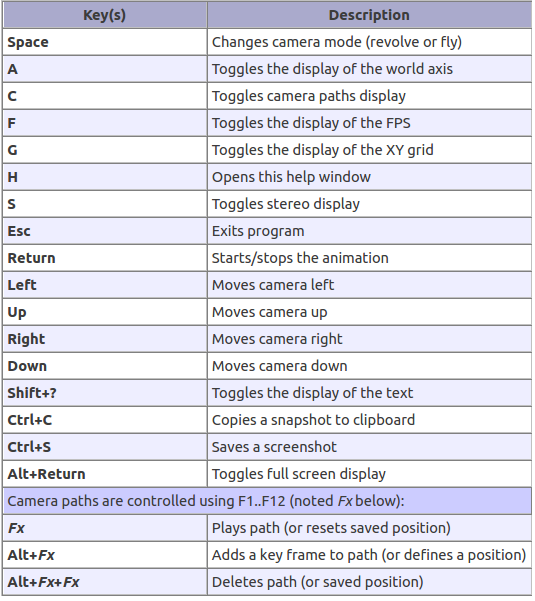 Key(s) Description
Space Changes camera mode (revolve or fly)
A Toggles the display of the world axis
C Toggles camera paths display
F Toggles the display of the FPS
G Toggles the display of the XY grid
H Opens this help window
S Toggles stereo display
Esc Exits program
Return Starts/stops the animation
Left Moves camera left
Up Moves camera up
Right Moves camera right
Down Moves camera down
Shift+? Toggles the display of the text
Ctrl+C Copies a snapshot to clipboard
Ctrl+S Saves a screenshot
Alt+Return Toggles full screen display
Camera paths are controlled using F1..F12 (noted Fx below):
Fx Plays path (or resets saved position)
Alt+Fx Adds a key frame to path (or defines a position)
Alt+Fx+Fx Deletes path (or saved position)